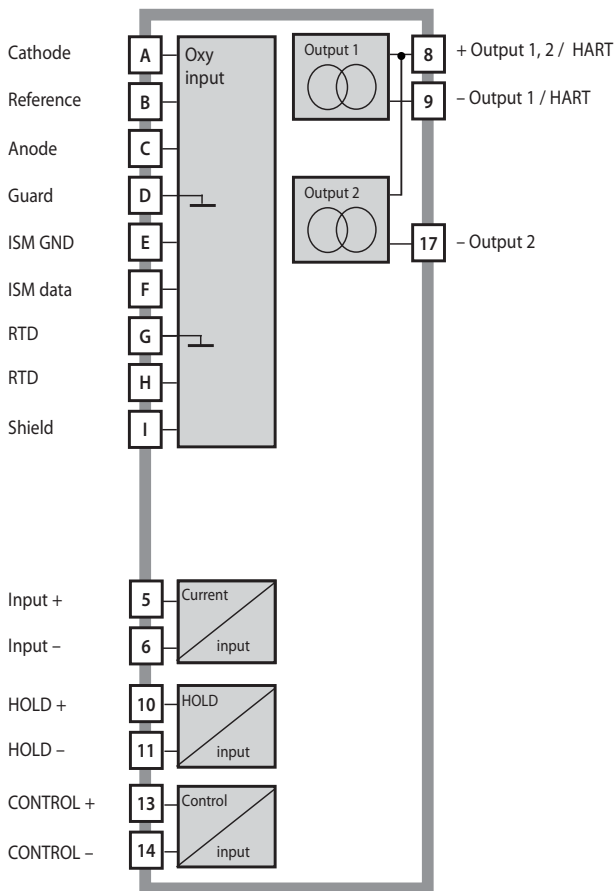 Cathode A Oxy
input
Reference B
Anode C
Guard D
ISM GND E
ISM data F
RTD G
RTD H
Shield I
Output 1 8 + Output 1, 2 / HART
9 – Output 1 / HART
Output 2
17 – Output 2
Input + 5 Current
Input – 6 input
HOLD + 10 HOLD
HOLD – 11 input
CONTROL + 13 Control
CONTROL – 14 input